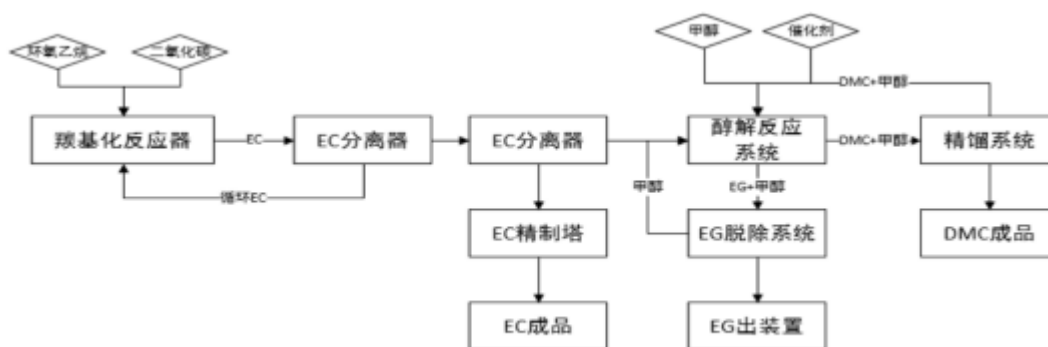 环氧乙烷
二氧化碳
甲醇
催化剂
DMC+甲醇
羰基化反应器
EC
EC分离器
EC分离器
醇解反应
系统
DMC+甲醇
精馏系统
循环EC
甲醇
EG+甲醇
EC精制塔
EG脱除系统
DMC成品
EC成品
EG出装置